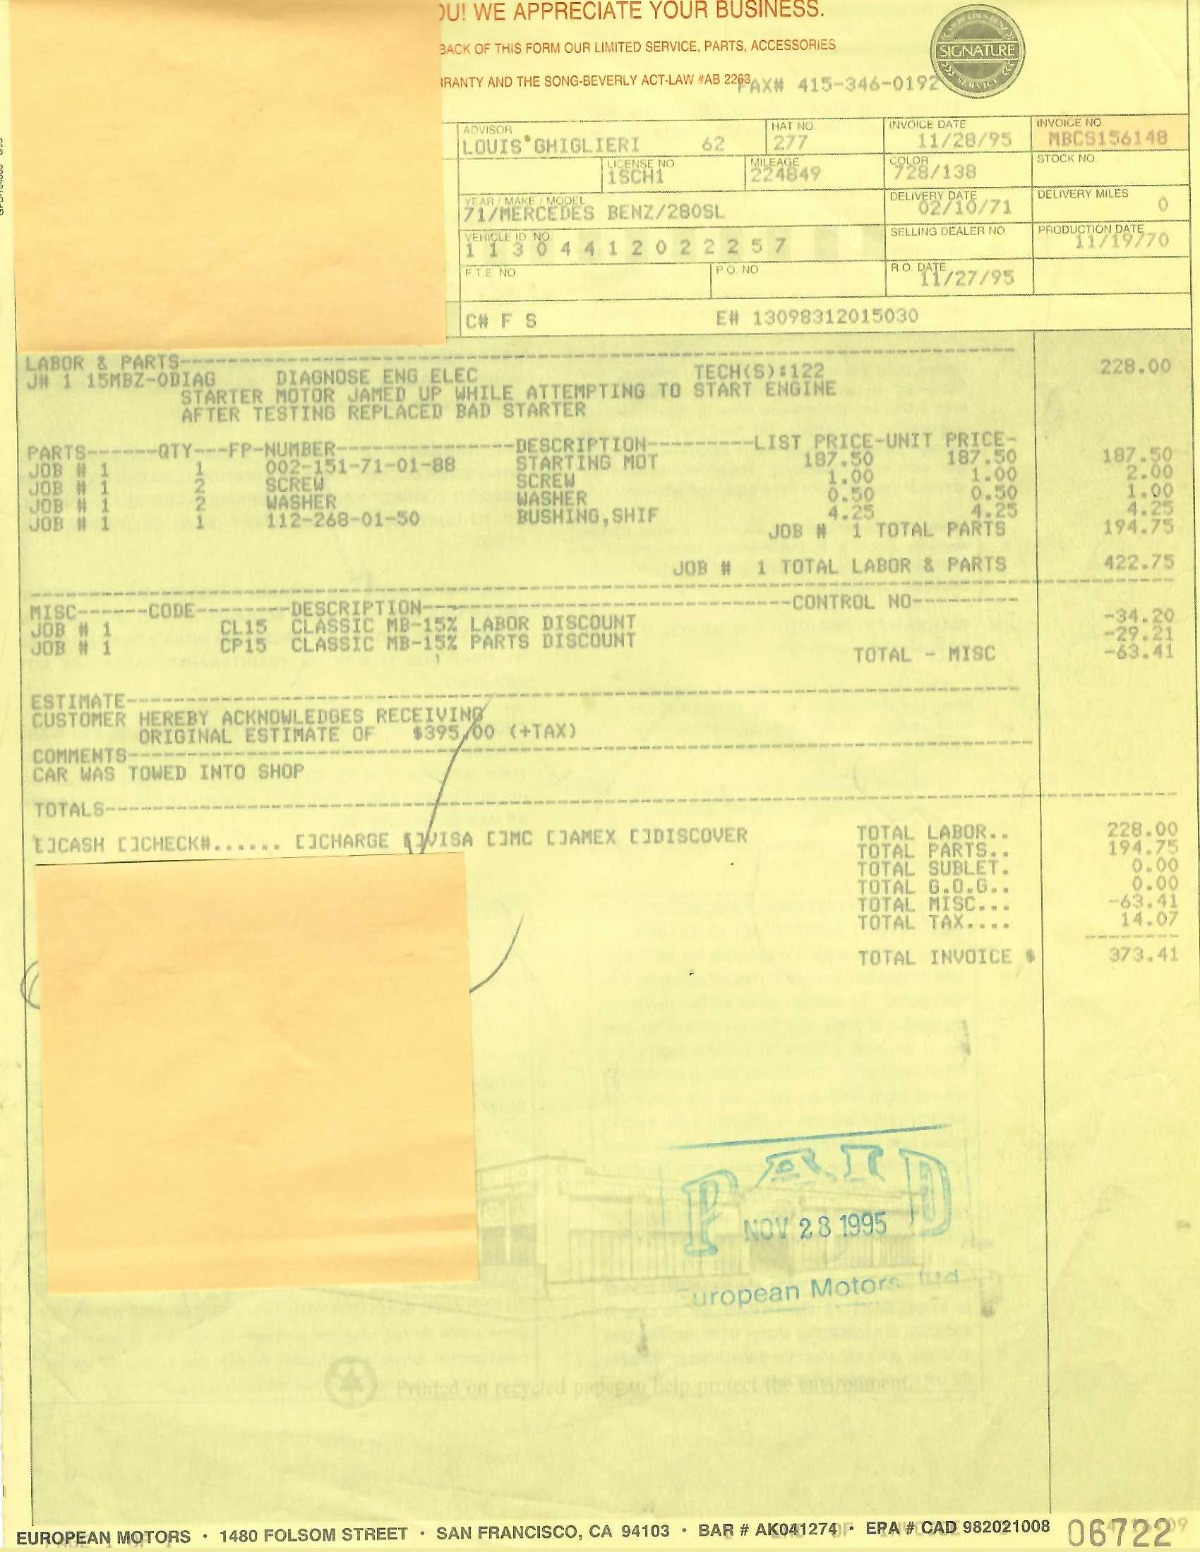 OU! WE APPRECIATE YOUR BUSINESS.
BACK OF THIS FORM OUR LIMITED SERVICE, PARTS, ACCESSORIES
RRANTY AND THE SONG-BEVERLY ACT-LAW #AB 2263
FAX# 415-346-0192
SIGNATURE
SERVICE
ADVISOR HAT NO INVOICE DATE INVOICE NO.
LOUIS GHIGLIERI 62 277 11/28/95 MBCS156148
LICENSE NO MILEAGE COLOR STOCK NO.
1SCH1 224849 728/138
YEAR / MAKE / MODEL DELIVERY DATE DELIVERY MILES
71/MERCEDES BENZ/280SL 02/10/71 0
VEHICLE ID NO. SELLING DEALER NO PRODUCTION DATE
11304412022257 11/19/70
F.T.E. NO P.O. NO R.O. DATE
11/27/95
C# F S E# 13098312015030
LABOR & PARTS
J# 1 15MBZ-ODIAG DIAGNOSE ENG ELEC TECH(S):122 228.00
STARTER MOTOR JAMED UP WHILE ATTEMPTING TO START ENGINE
AFTER TESTING REPLACED BAD STARTER
PARTS------QTY---FP-NUMBER---------------DESCRIPTION---------LIST PRICE-UNIT PRICE-
JOB # 1 1 002-151-71-01-88 STARTING MOT 187.50 187.50 187.50
JOB # 1 2 SCREW SCREW 1.00 1.00 2.00
JOB # 1 2 WASHER WASHER 0.50 0.50 1.00
JOB # 1 1 112-268-01-50 BUSHING,SHIF 4.25 4.25 4.25
JOB # 1 TOTAL PARTS 194.75
JOB # 1 TOTAL LABOR & PARTS 422.75
MISC------CODE--------DESCRIPTION------------------------------CONTROL NO---------
JOB # 1 CL15 CLASSIC MB-15% LABOR DISCOUNT -34.20
JOB # 1 CP15 CLASSIC MB-15% PARTS DISCOUNT -29.21
TOTAL - MISC -63.41
ESTIMATE
CUSTOMER HEREBY ACKNOWLEDGES RECEIVING
ORIGINAL ESTIMATE OF $395.00 (+TAX)
COMMENTS
CAR WAS TOWED INTO SHOP
TOTALS
[]CASH []CHECK#...... []CHARGE []VISA []MC []AMEX []DISCOVER
TOTAL LABOR.. 228.00
TOTAL PARTS.. 194.75
TOTAL SUBLET. 0.00
TOTAL G.O.G.. 0.00
TOTAL MISC... -63.41
TOTAL TAX.... 14.07
TOTAL INVOICE $ 373.41
PAID
NOV 28 1995
European Motors, Ltd
Printed on recycled paper to help protect the environment.
EUROPEAN MOTORS · 1480 FOLSOM STREET · SAN FRANCISCO, CA 94103 · BAR # AK041274 · EPA # CAD 982021008 06722